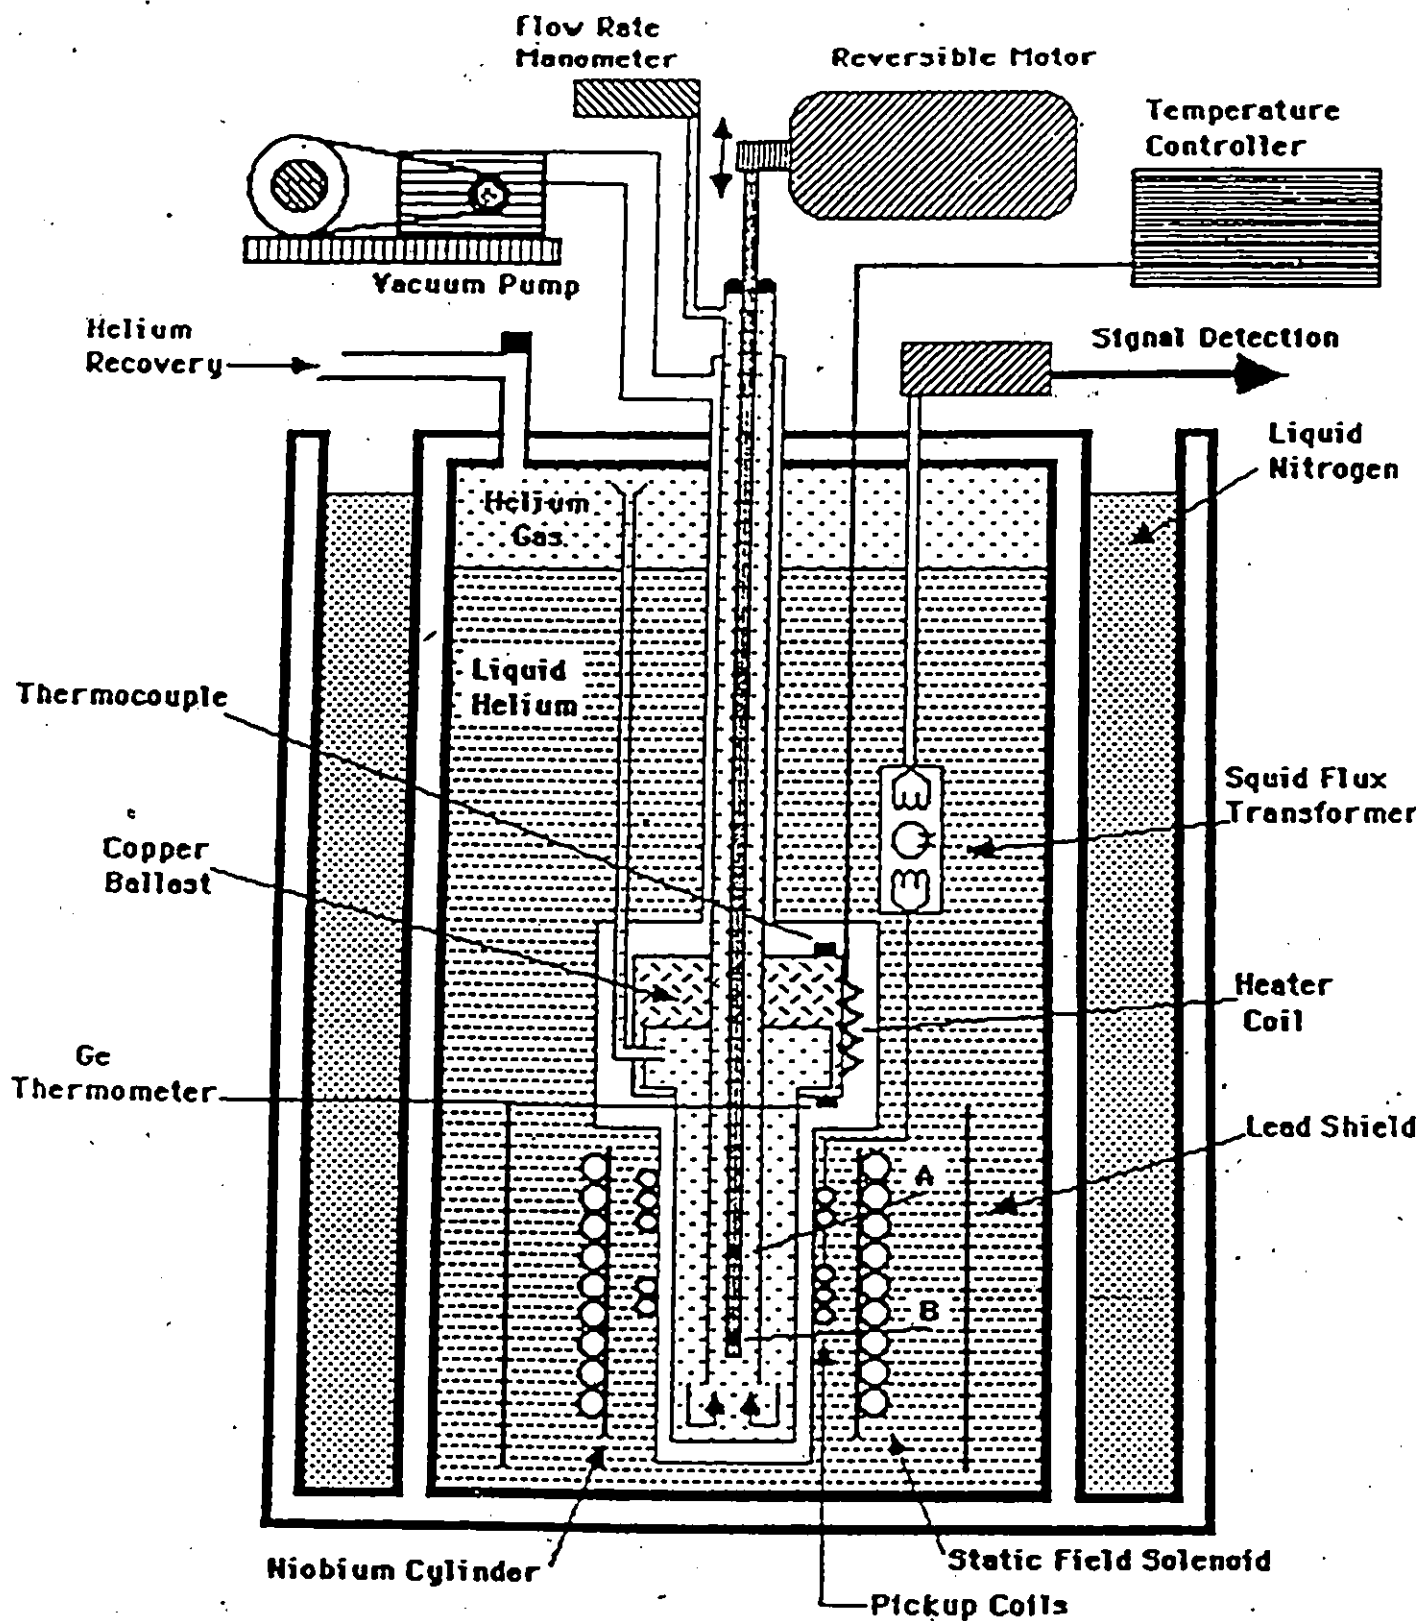 Flow Rate
Manometer
Reversible Motor
Temperature
Controller
Vacuum Pump
Helium
Recovery
Signal Detection
Liquid
Nitrogen
Helium
Gas
Liquid
Helium
Thermocouple
Squid Flux
Transformer
Copper
Ballast
Heater
Coil
Ge
Thermometer
Lead Shield
A
B
Niobium Cylinder
Static Field Solenoid
Pickup Coils